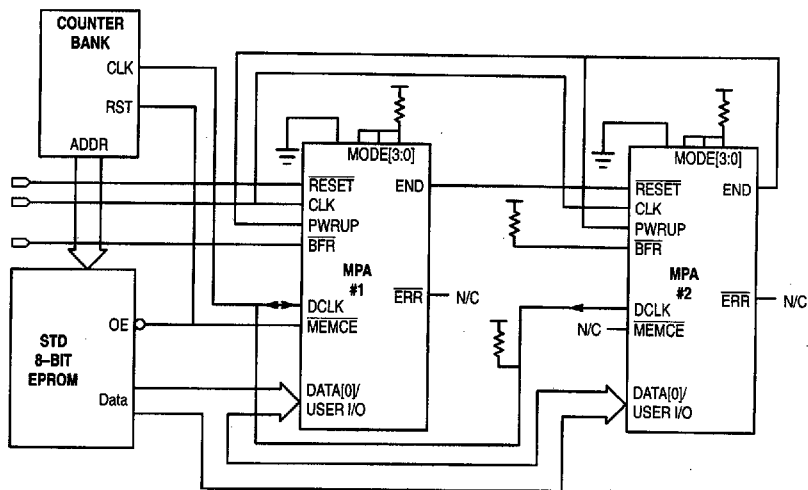 COUNTER
BANK
CLK
RST
ADDR
STD
8–BIT
EPROM
OE
Data
MODE[3:0]
RESET
CLK
PWRUP
BFR
END
MPA
#1
ERR
N/C
DCLK
MEMCE
DATA[0]/
USER I/O
MODE[3:0]
RESET
CLK
PWRUP
BFR
END
MPA
#2
ERR
N/C
DCLK
N/C
MEMCE
DATA[0]/
USER I/O